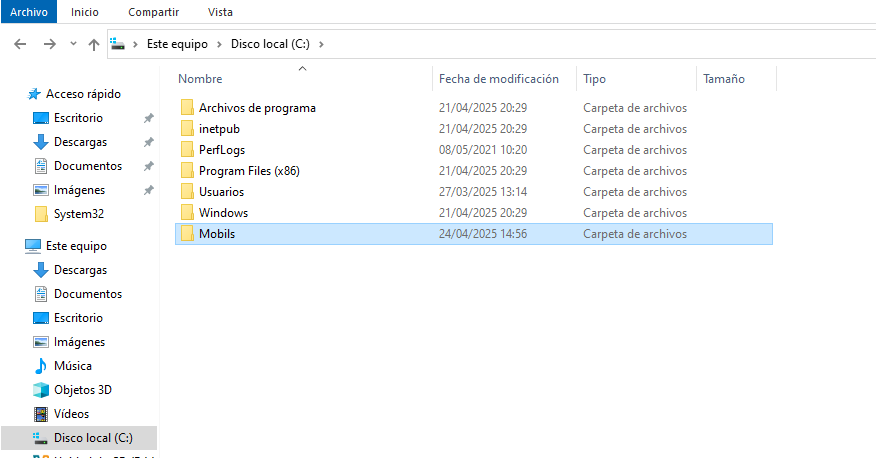 Archivo Inicio Compartir Vista
Este equipo Disco local (C:)
Nombre Fecha de modificación Tipo Tamaño
Acceso rápido
Escritorio
Descargas
Documentos
Imágenes
System32
Este equipo
Descargas
Documentos
Escritorio
Imágenes
Música
Objetos 3D
Vídeos
Disco local (C:)
Archivos de programa 21/04/2025 20:29 Carpeta de archivos
inetpub 21/04/2025 20:29 Carpeta de archivos
PerfLogs 08/05/2021 10:20 Carpeta de archivos
Program Files (x86) 21/04/2025 20:29 Carpeta de archivos
Usuarios 27/03/2025 13:14 Carpeta de archivos
Windows 21/04/2025 20:29 Carpeta de archivos
Mobils 24/04/2025 14:56 Carpeta de archivos